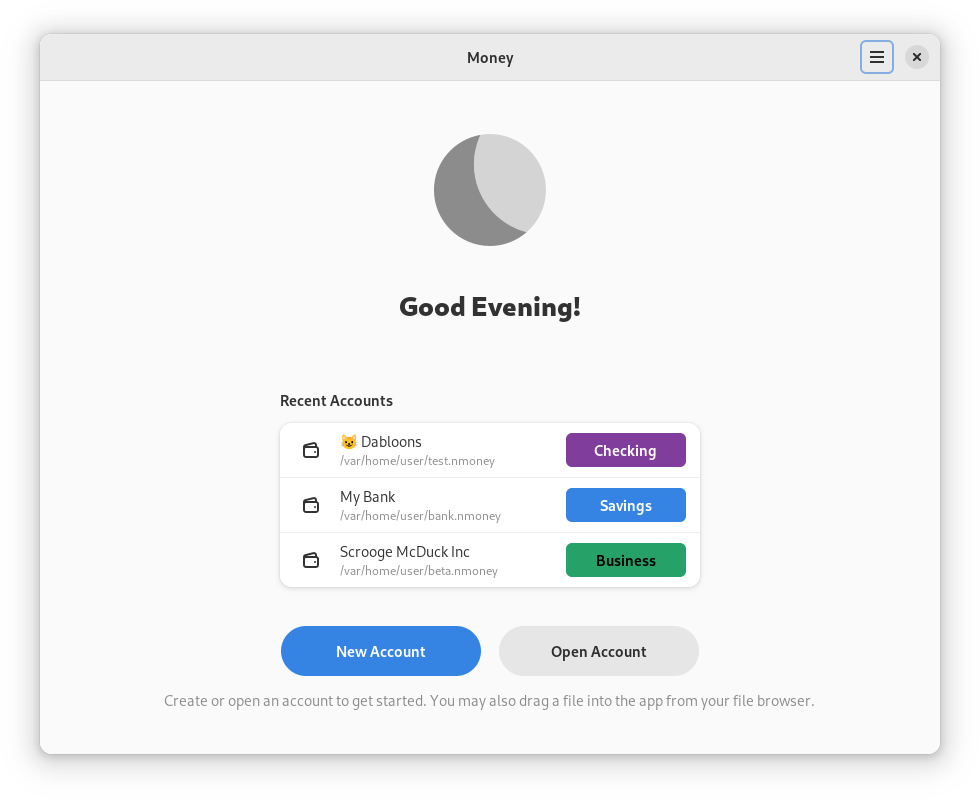 Money
Good Evening!
Recent Accounts
😺 Dabloons
/var/home/user/test.nmoney
Checking
My Bank
/var/home/user/bank.nmoney
Savings
Scrooge McDuck Inc
/var/home/user/beta.nmoney
Business
New Account
Open Account
Create or open an account to get started. You may also drag a file into the app from your file browser.